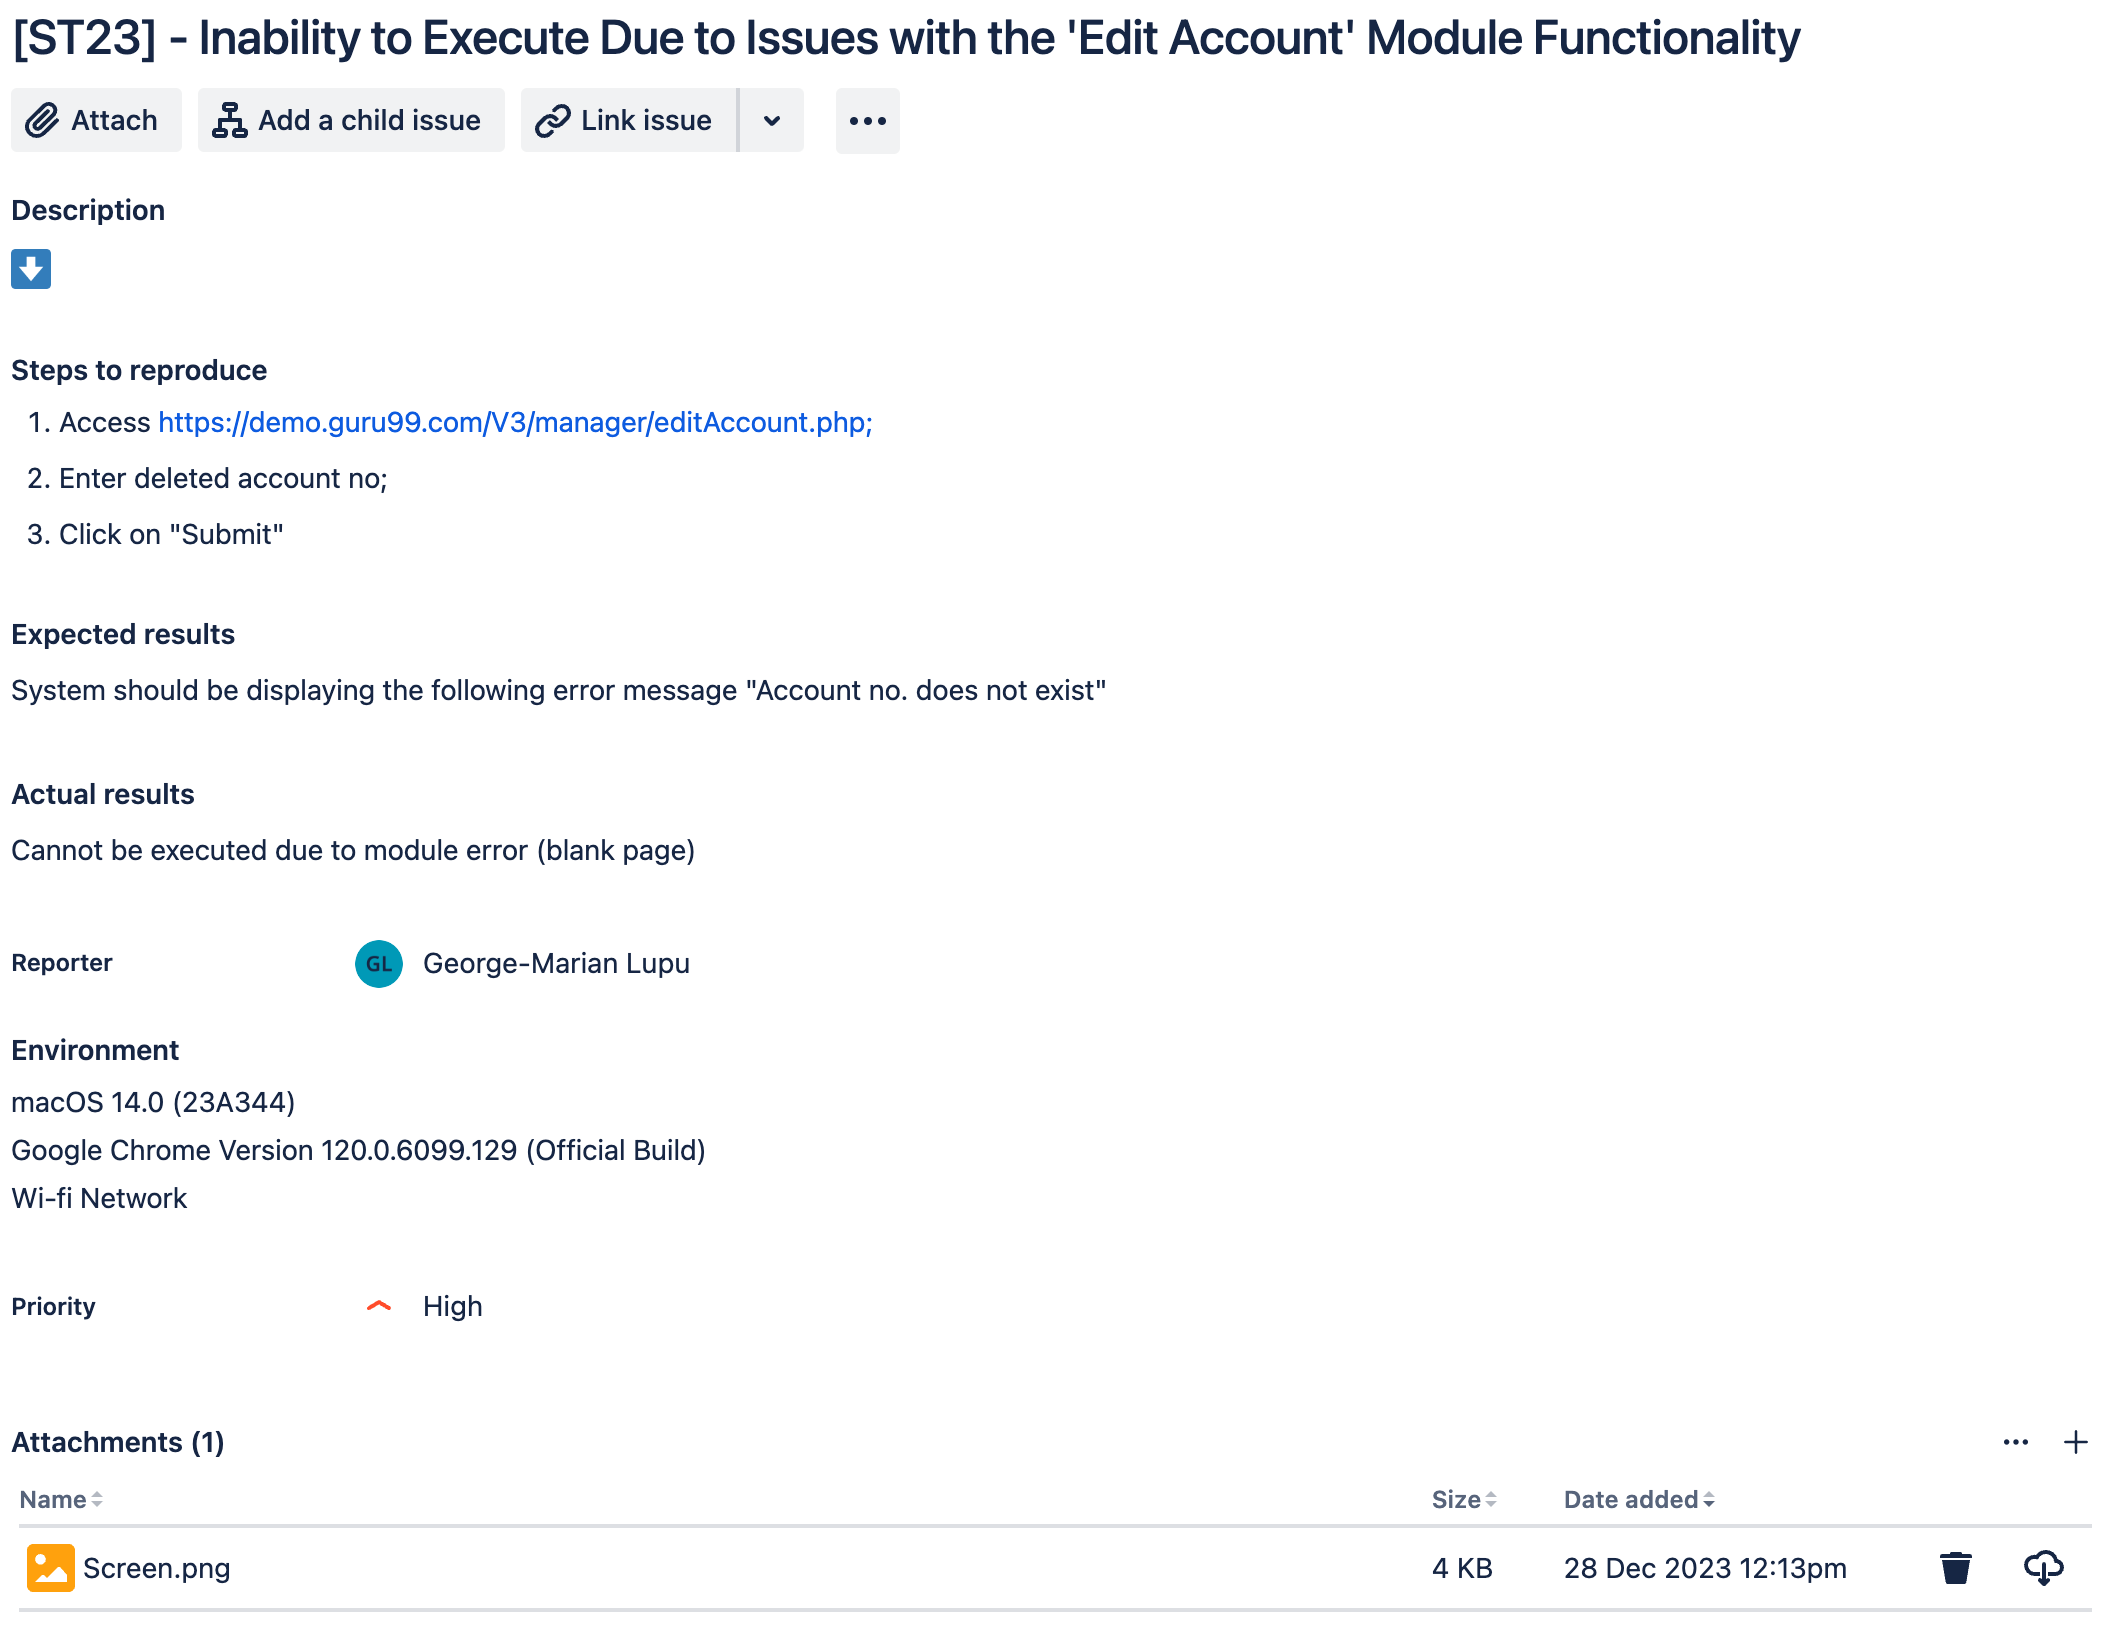 [ST23] - Inability to Execute Due to Issues with the 'Edit Account' Module Functionality
Attach
Add a child issue
Link issue
Description
Steps to reproduce
1. Access https://demo.guru99.com/V3/manager/editAccount.php;
2. Enter deleted account no;
3. Click on "Submit"
Expected results
System should be displaying the following error message "Account no. does not exist"
Actual results
Cannot be executed due to module error (blank page)
Reporter GL George-Marian Lupu
Environment
macOS 14.0 (23A344)
Google Chrome Version 120.0.6099.129 (Official Build)
Wi-fi Network
Priority High
Attachments (1)
Name Size Date added
Screen.png 4 KB 28 Dec 2023 12:13pm